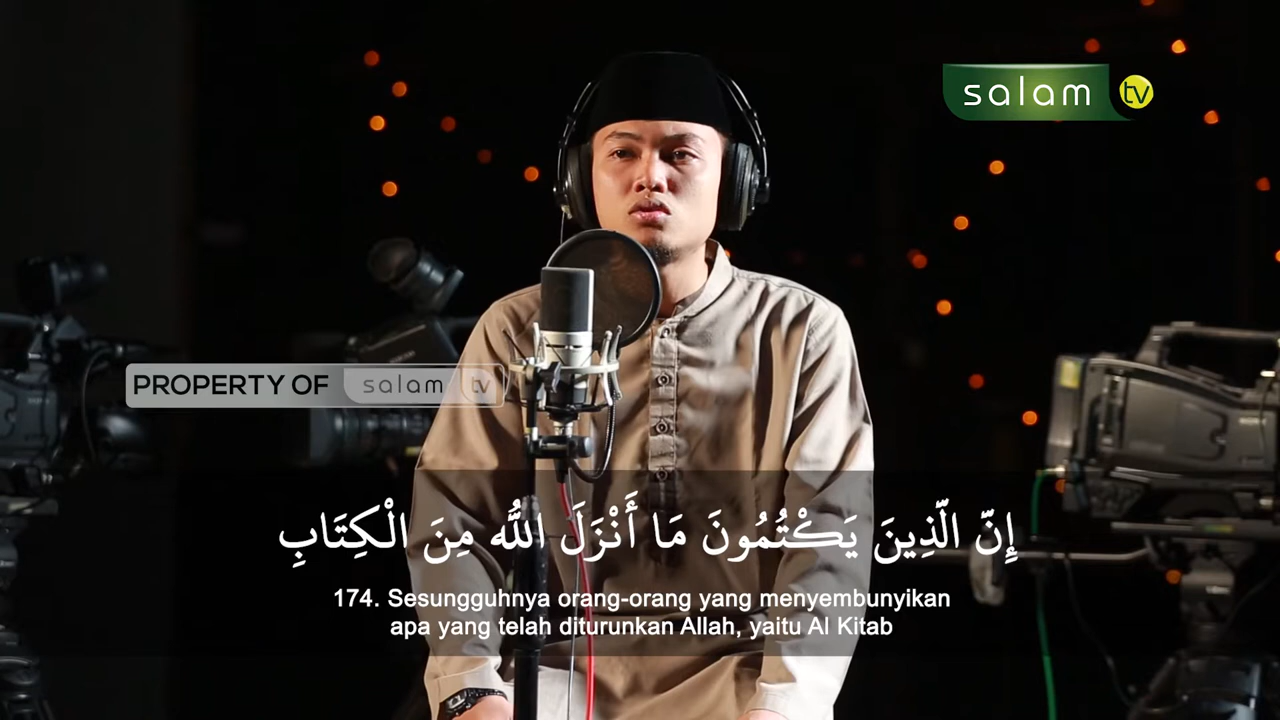 salam tv
PROPERTY OF salam tv
إِنّ الّذِينَ يَكْتُمُونَ مَا أَنْزَلَ اللّٰه مِنَ الْكِتَابِ
174. Sesungguhnya orang-orang yang menyembunyikan
apa yang telah diturunkan Allah, yaitu Al Kitab